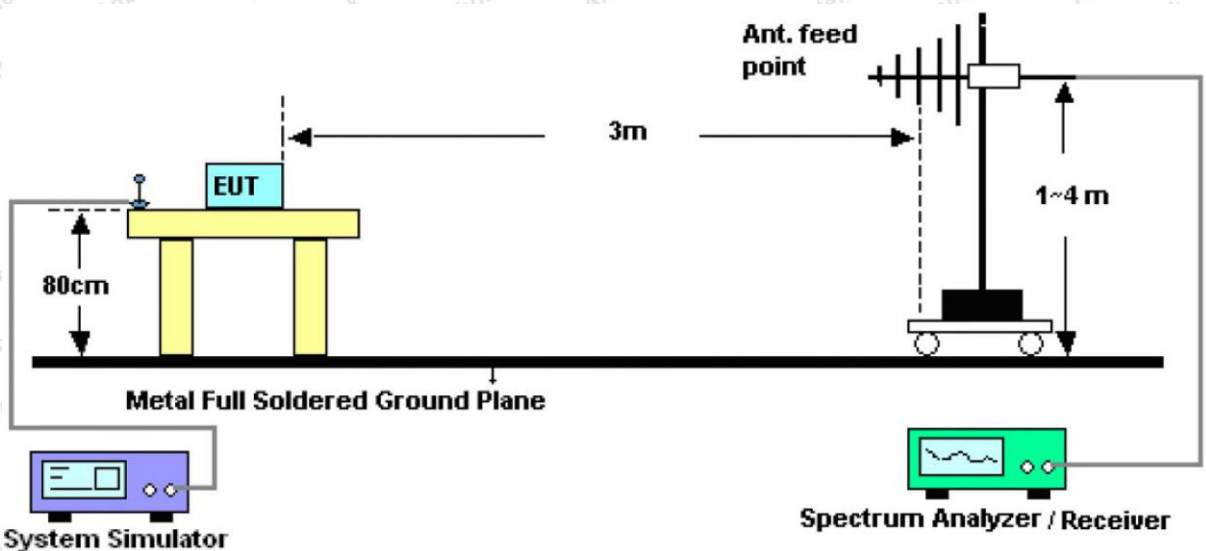 Ant. feed
point
3m
EUT
1~4 m
80cm
Metal Full Soldered Ground Plane
System Simulator
Spectrum Analyzer / Receiver